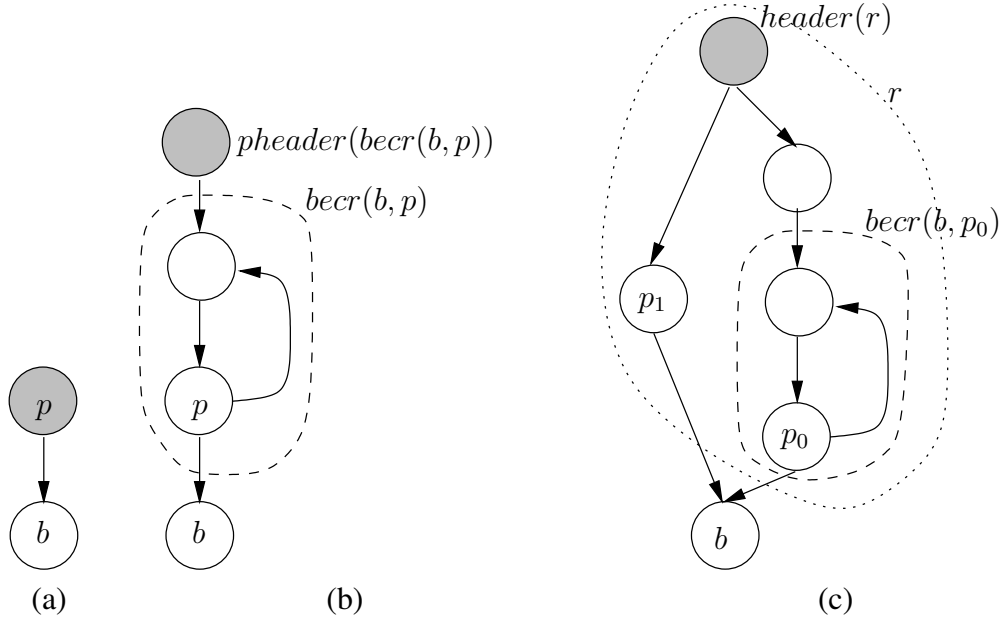 header(r)
r
pheader(becr(b, p))
becr(b, p)
becr(b, p₀)
p₁
p
p
p₀
b
b
b
(a)
(b)
(c)